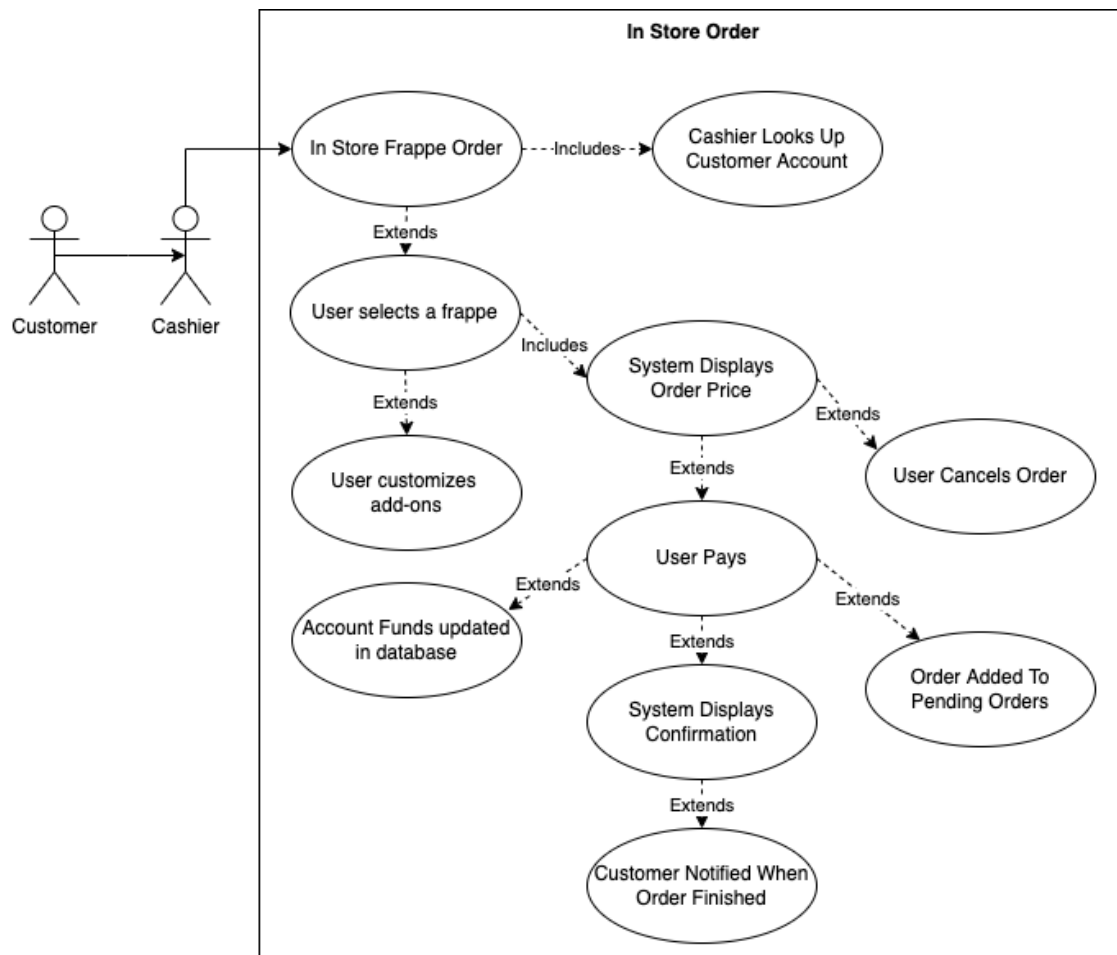 In Store Order
In Store Frappe Order
Includes
Cashier Looks Up
Customer Account
Extends
Customer
Cashier
User selects a frappe
Includes
System Displays
Order Price
Extends
Extends
User customizes
add-ons
Extends
User Cancels Order
User Pays
Extends
Extends
Extends
Account Funds updated
in database
Order Added To
Pending Orders
System Displays
Confirmation
Extends
Customer Notified When
Order Finished